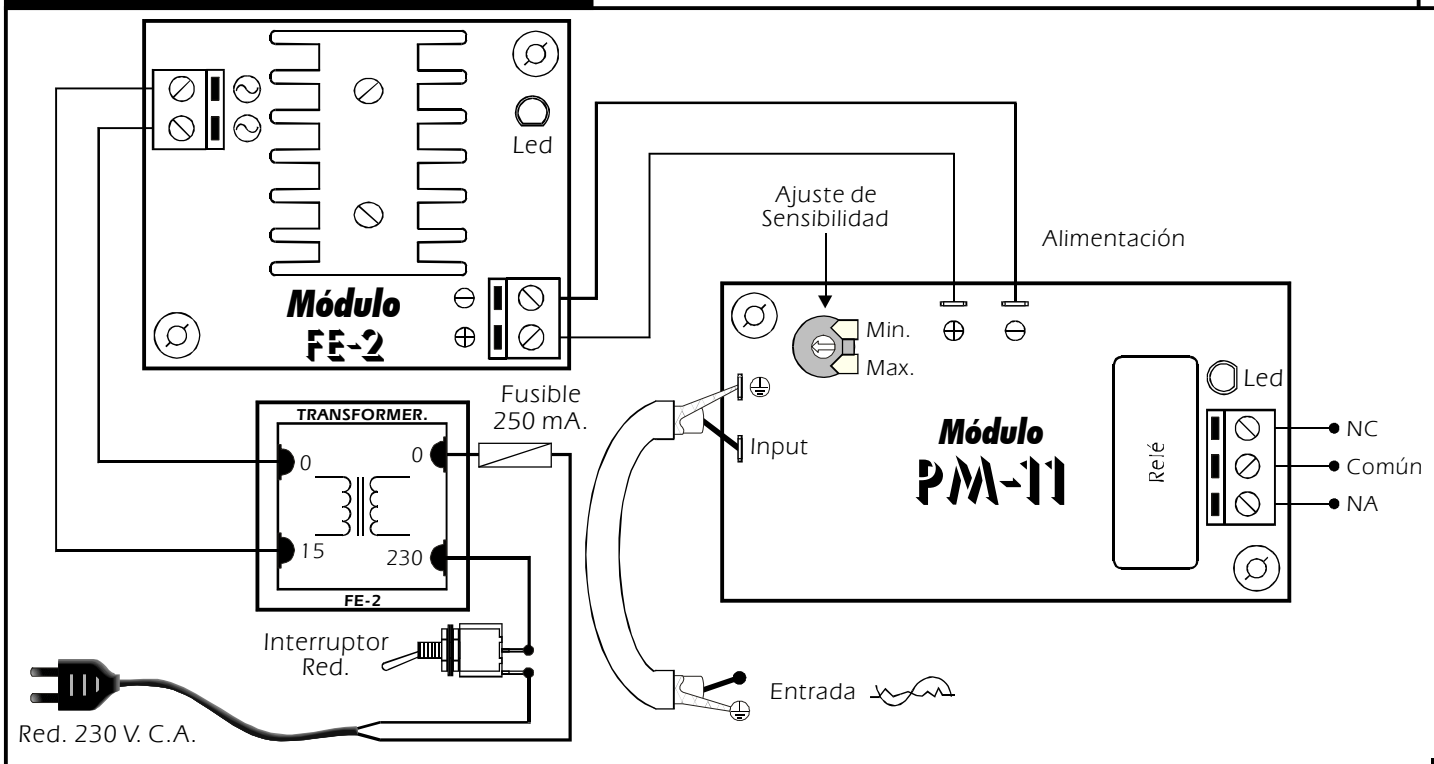 Led
Módulo
FE-2
Ajuste de
Sensibilidad
Alimentación
Min.
Max.
Led
Input
Módulo
PM-11
Relé
NC
Común
NA
Fusible
250 mA.
TRANSFORMER.
0
0
15
230
FE-2
Interruptor
Red.
Red. 230 V. C.A.
Entrada